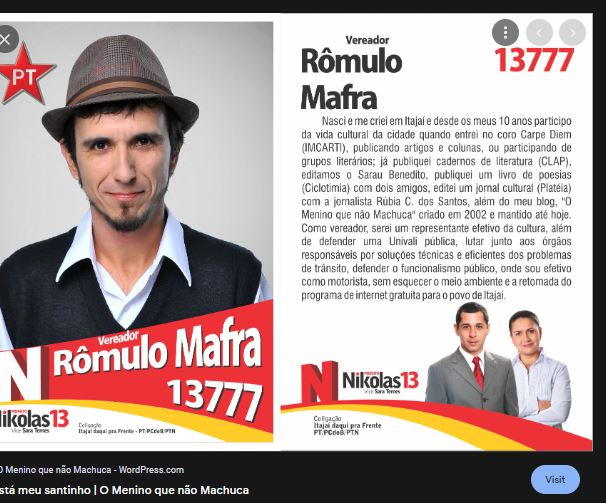 PT
Vereador
Rômulo Mafra
13777
Nikolas13
Vice Sara Ternes
Coligação
Itajaí daqui pra Frente - PT/PCdoB/PTN
Vereador
Rômulo
Mafra
13777
Nasci e me criei em Itajaí e desde os meus 10 anos participo
da vida cultural da cidade quando entrei no coro Carpe Diem
(IMCARTI), publicando artigos e colunas, ou participando de
grupos literários; já publiquei cadernos de literatura (CLAP),
editamos o Sarau Benedito, publiquei um livro de poesias
(Ciclotimia) com dois amigos, editei um jornal cultural (Platéia)
com a jornalista Rúbia C. dos Santos, além do meu blog, "O
Menino que não Machuca" criado em 2002 e mantido até hoje.
Como vereador, serei um representante efetivo da cultura, além
de defender uma Univali pública, lutar junto aos órgãos
responsáveis por soluções técnicas e eficientes dos problemas
de trânsito, defender o funcionalismo público, onde sou efetivo
como motorista, sem esquecer o meio ambiente e a retomada do
programa de internet gratuita para o povo de Itajaí.
N
PREFEITO
Nikolas13
Vice Sara Ternes
Coligação
Itajaí daqui pra Frente
PT/PCdoB/PTN
O Menino que não Machuca - WordPress.com
stá meu santinho | O Menino que não Machuca
Visit